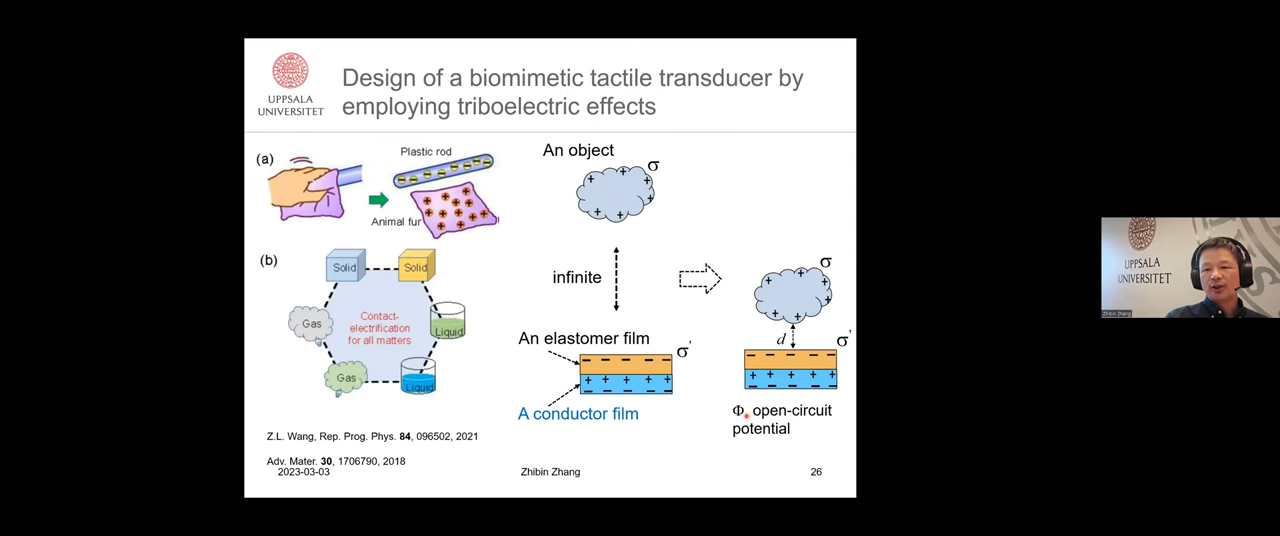 UPPSALA
UNIVERSITET
Design of a biomimetic tactile transducer by
employing triboelectric effects
(a)
Plastic rod
Animal fur
(b)
Solid
Solid
Gas
Liquid
Gas
Liquid
Contact-
electrification
for all matters
An object
σ
infinite
An elastomer film
σ'
A conductor film
σ
d
σ'
Φ, open-circuit
potential
Z.L. Wang, Rep. Prog. Phys. 84, 096502, 2021
Adv. Mater. 30, 1706790, 2018
2023-03-03
Zhibin Zhang
26
UPPSALA
UNIVERSITET
Zhibin Zhang